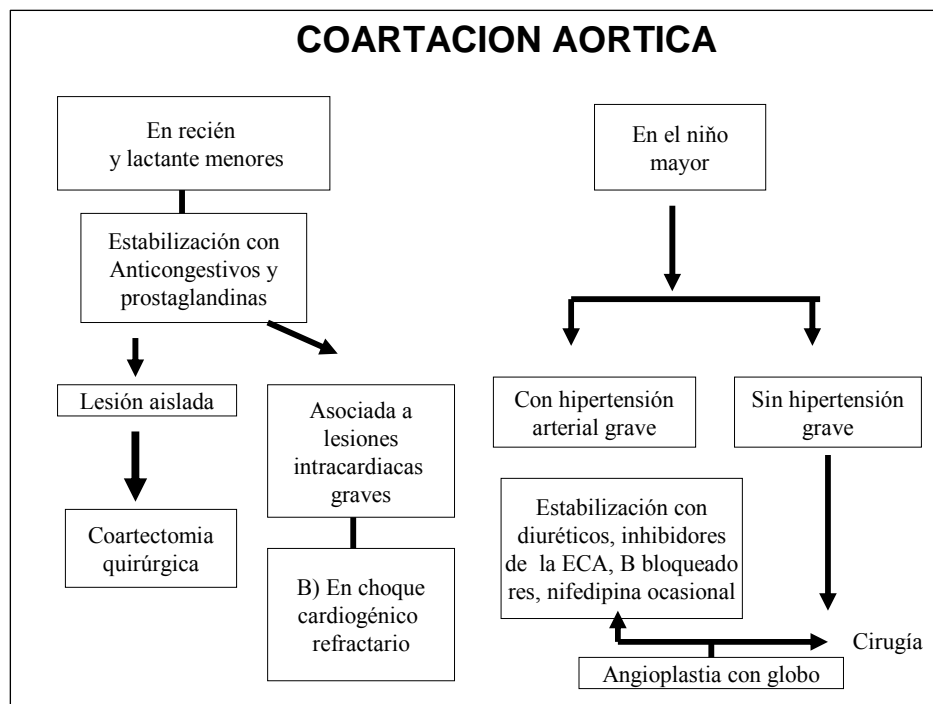 COARTACION AORTICA
En recién
y lactante menores
Estabilización con
Anticongestivos y
prostaglandinas
Lesión aislada
Coartectomia
quirúrgica
Asociada a
lesiones
intracardiacas
graves
B) En choque
cardiogénico
refractario
En el niño
mayor
Con hipertensión
arterial grave
Sin hipertensión
grave
Estabilización con
diuréticos, inhibidores
de la ECA, B bloqueado
res, nifedipina ocasional
Cirugía
Angioplastia con globo